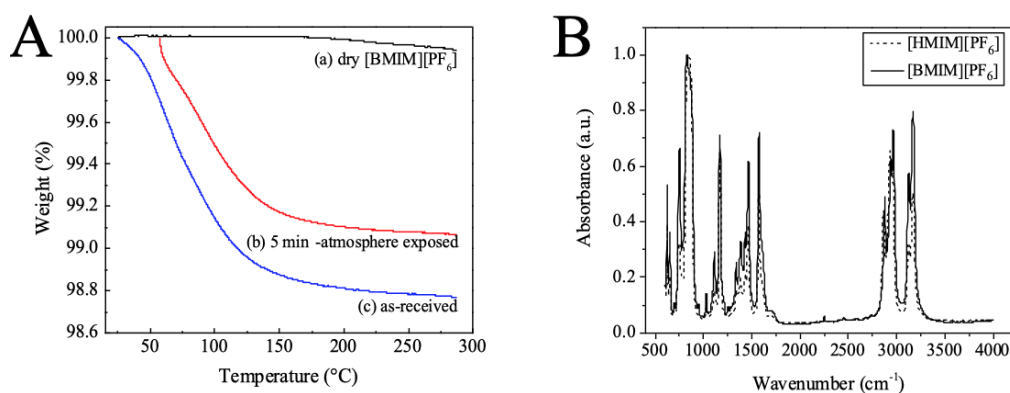 A
100.0
99.8
99.6
99.4
99.2
99.0
98.8
98.6
Weight (%)
(a) dry [BMIM][PF6]
(b) 5 min -atmosphere exposed
(c) as-received
50
100
150
200
250
300
Temperature (°C)
B
[HMIM][PF6]
[BMIM][PF6]
1.0
0.8
0.6
0.4
0.2
0.0
Absorbance (a.u.)
500
1000
1500
2000
2500
3000
3500
4000
Wavenumber (cm⁻¹)